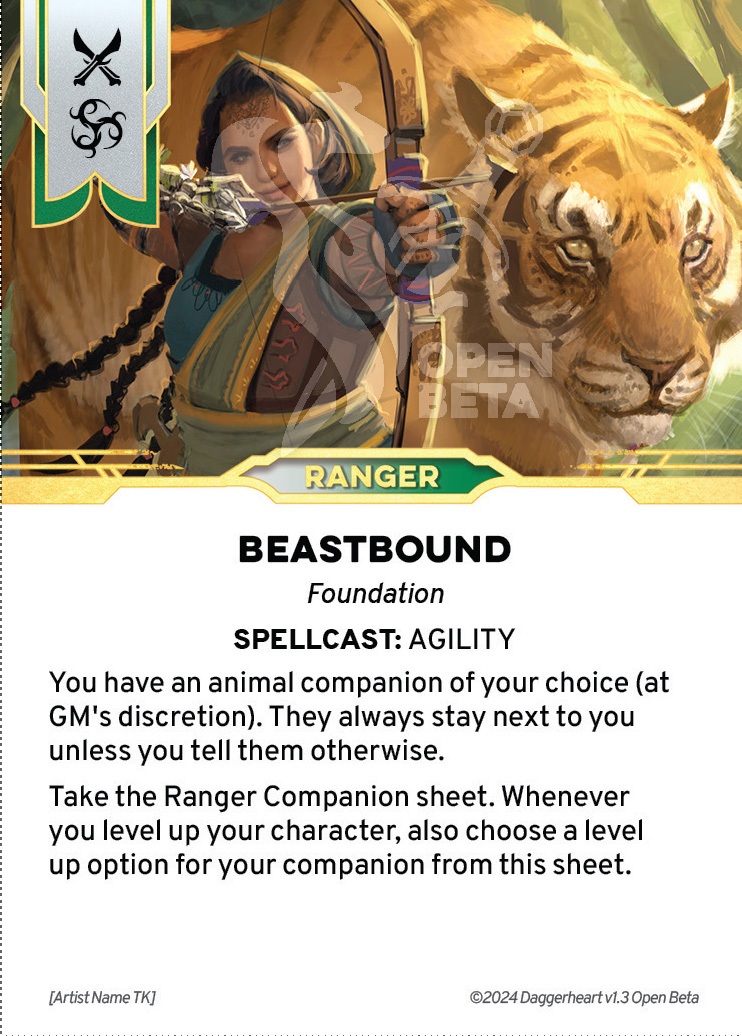 OPEN
BETA
RANGER
BEASTBOUND
Foundation
SPELLCAST: AGILITY
You have an animal companion of your choice (at
GM's discretion). They always stay next to you
unless you tell them otherwise.
Take the Ranger Companion sheet. Whenever
you level up your character, also choose a level
up option for your companion from this sheet.
[Artist Name TK]
©2024 Daggerheart v1.3 Open Beta